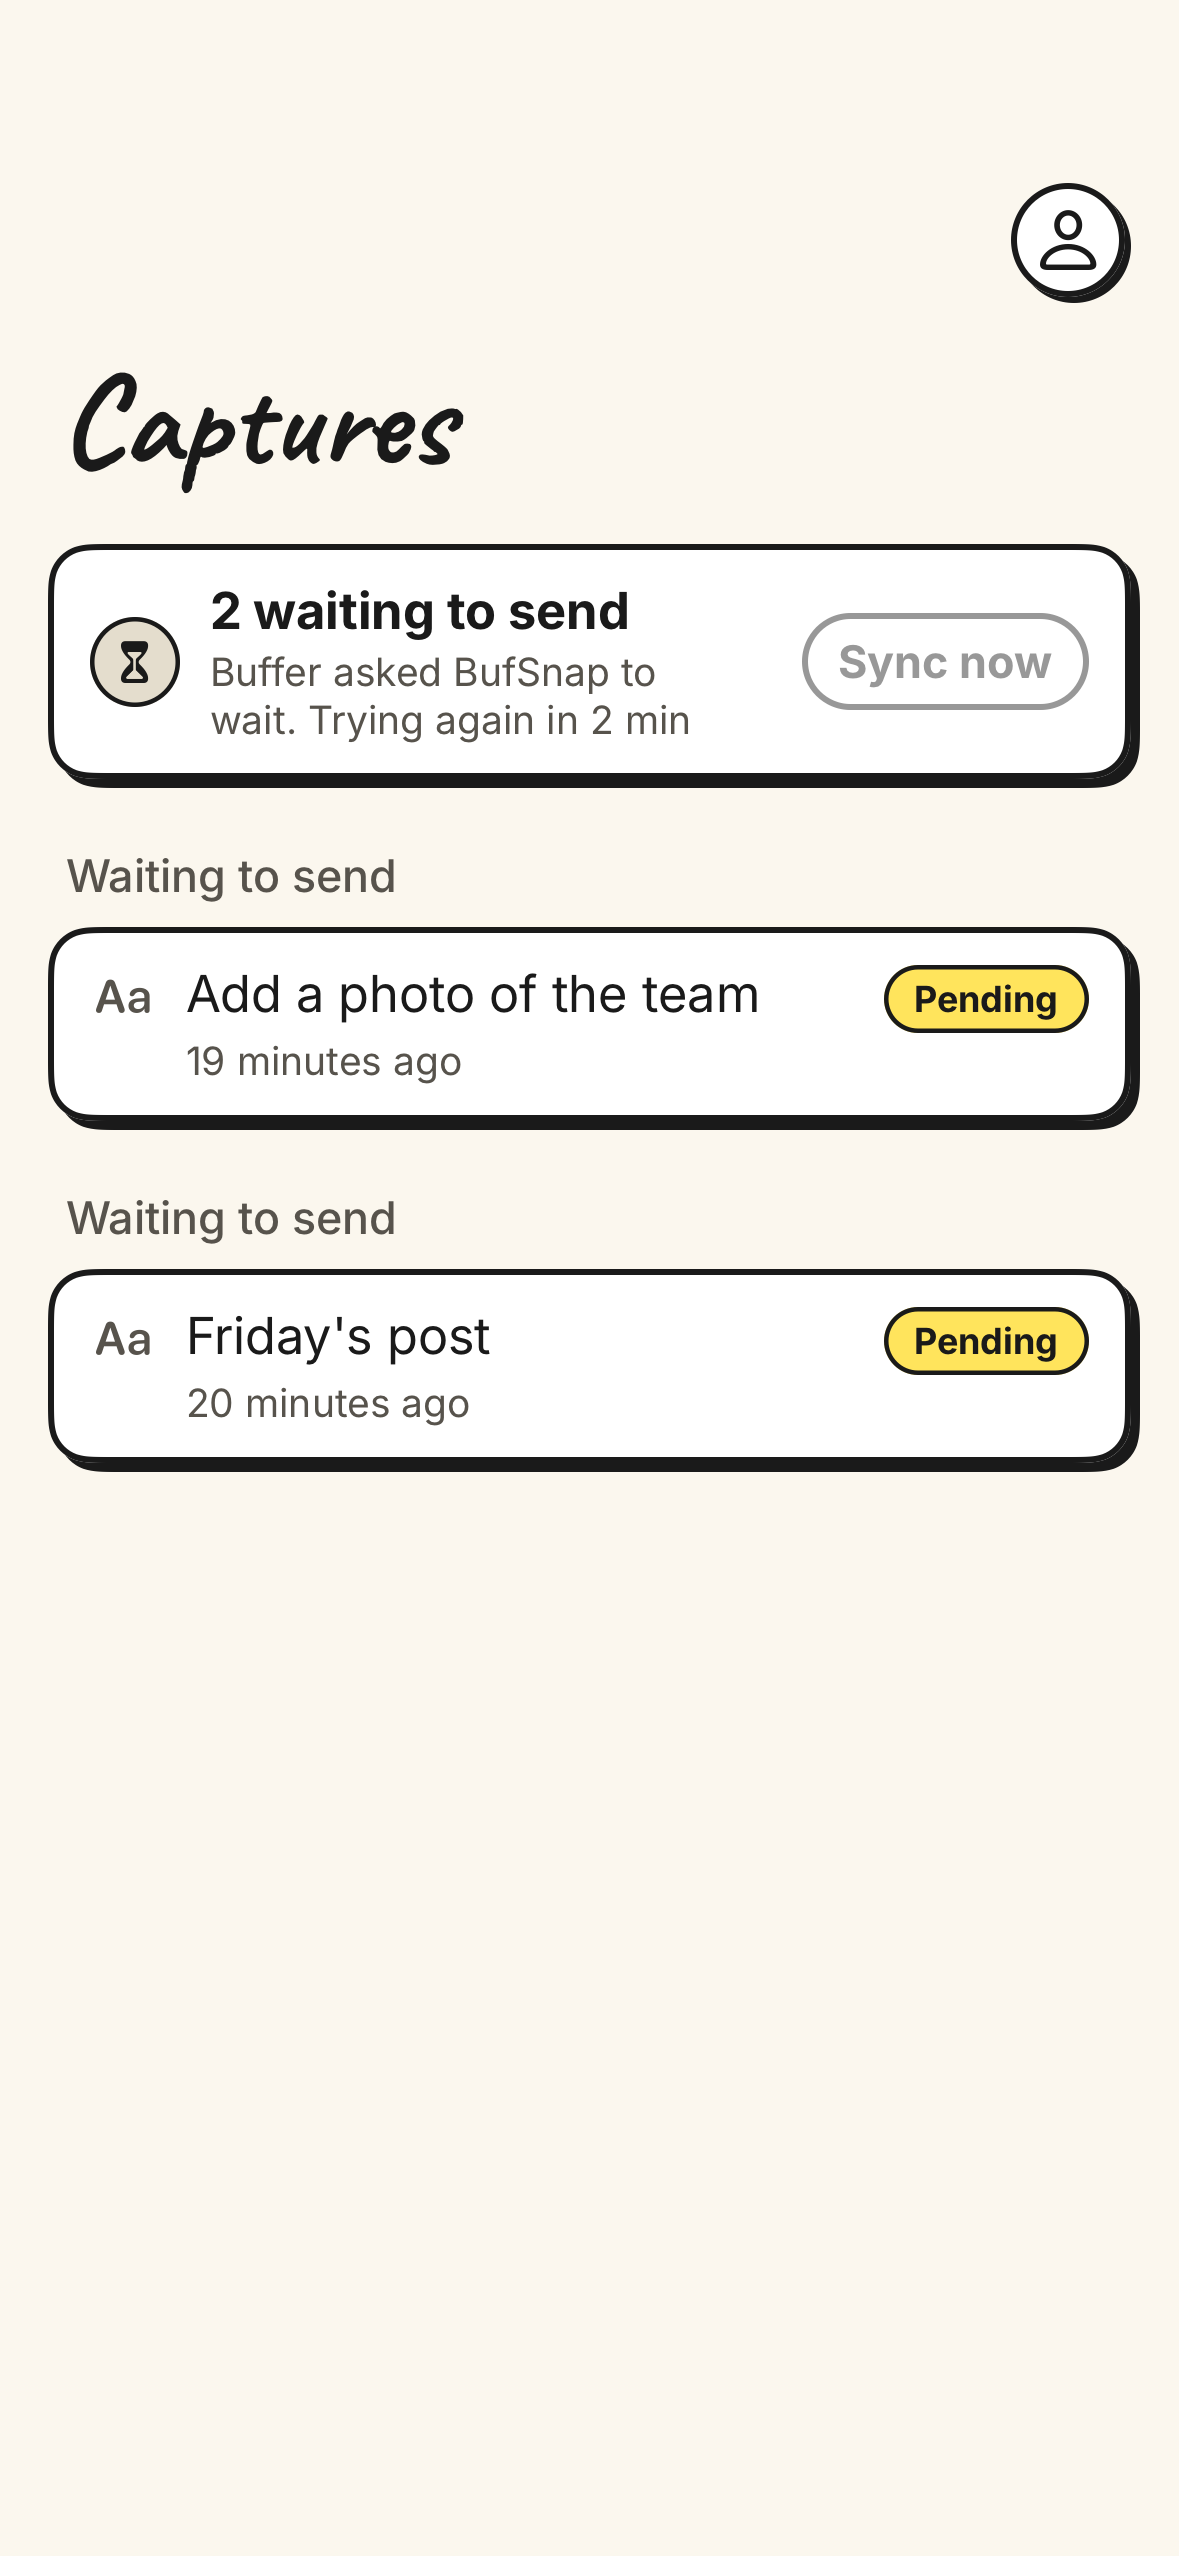 Captures
2 waiting to send
Buffer asked BufSnap to
wait. Trying again in 2 min
Sync now
Waiting to send
Aa Add a photo of the team Pending
19 minutes ago
Waiting to send
Aa Friday's post Pending
20 minutes ago